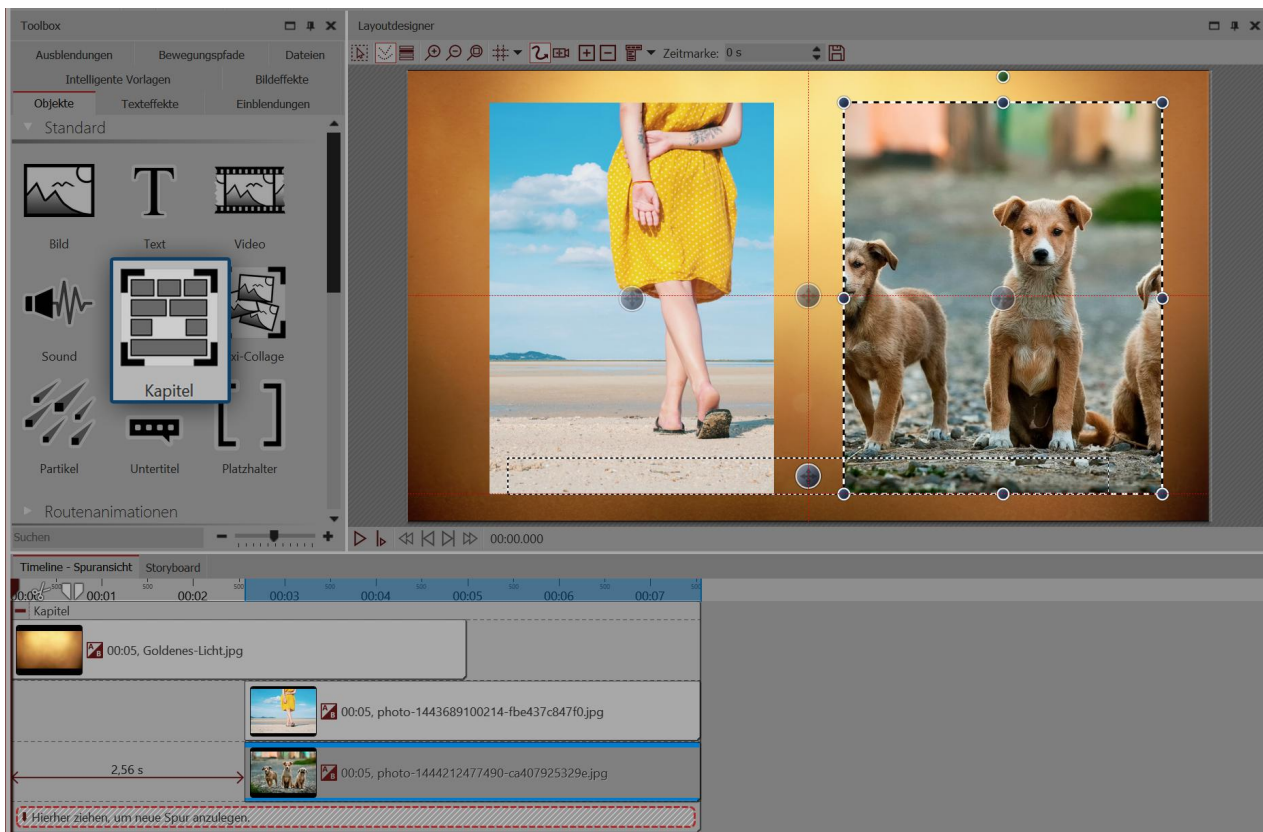 Toolbox
Ausblendungen Bewegungspfade Dateien
Intelligente Vorlagen Bildeffekte
Objekte Texteffekte Einblendungen
Standard
Bild Text Video
Sound Kapitel xi-Collage
Partikel Untertitel Platzhalter
Routenanimationen
Suchen
Layoutdesigner
Zeitmarke: 0 s
00:00.000
Timeline - Spuransicht Storyboard
00:01 00:02 00:03 00:04 00:05 00:06 00:07
Kapitel
00:05, Goldenes-Licht.jpg
00:05, photo-1443689100214-fbe437c847f0.jpg
2,56 s
00:05, photo-1444212477490-ca407925329e.jpg
Hierher ziehen, um neue Spur anzulegen.